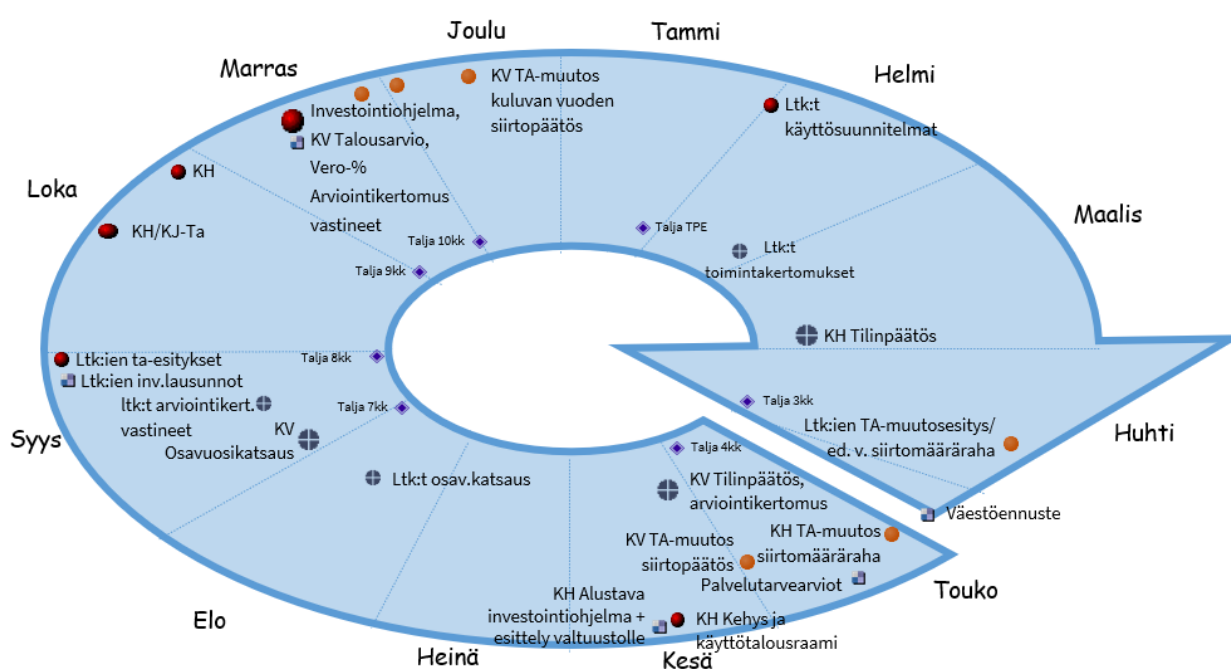 Joulu
Tammi
Marras
Helmi
KV TA-muutos
kuluvan vuoden
siirtopäätös
Investointiohjelma,
KV Talousarvio,
Vero-%
Arviointikertomus
vastineet
Ltk:t
käyttösuunnitelmat
Loka
KH
KH/KJ-Ta
Maalis
Talja 10kk
Talja 9kk
Talja TPE
Ltk:t
toimintakertomukset
KH Tilinpäätös
Talja 8kk
Ltk:ien ta-esitykset
Ltk:ien inv.lausunnot
ltk:t arviointikert.
vastineet
Talja 7kk
Syys
KV
Osavuosikatsaus
Ltk:t osav.katsaus
Talja 3kk
Ltk:ien TA-muutosesitys/
ed. v. siirtomääräraha
Huhti
Talja 4kk
KV Tilinpäätös,
arviointikertomus
Väestöennuste
KV TA-muutos
siirtopäätös
KH TA-muutos
siirtomääräraha
Palvelutarvearviot
Touko
KH Alustava
investointiohjelma +
esittely valtuustolle
KH Kehys ja
käyttötalousraami
Elo
Heinä
Kesä